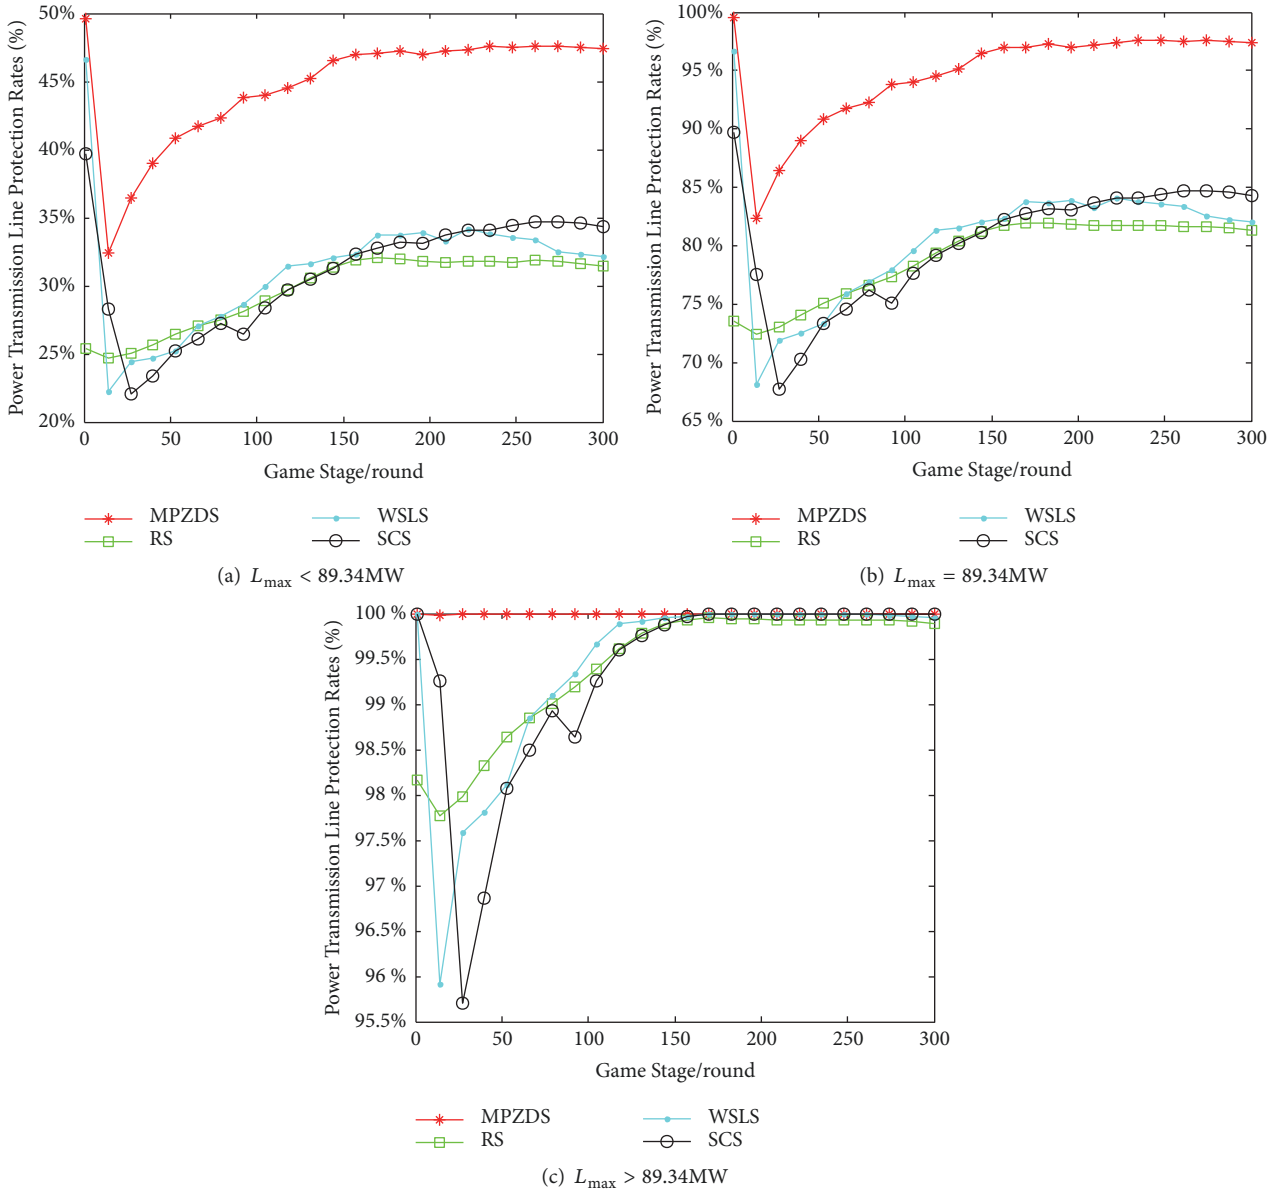 Power Transmission Line Protection Rates (%)
50%
45%
40%
35%
30%
25%
20%
0 50 100 150 200 250 300
Game Stage/round
MPZDS
RS
WSLS
SCS
(a) Lmax < 89.34MW
Power Transmission Line Protection Rates (%)
100%
95%
90 %
85%
80%
75%
70%
65 %
0 50 100 150 200 250 300
Game Stage/round
MPZDS
RS
WSLS
SCS
(b) Lmax = 89.34MW
Power Transmission Line Protection Rates (%)
100 %
99.5%
99 %
98.5%
98 %
97.5%
97 %
96.5%
96 %
95.5%
0 50 100 150 200 250 300
Game Stage/round
MPZDS
RS
WSLS
SCS
(c) Lmax > 89.34MW